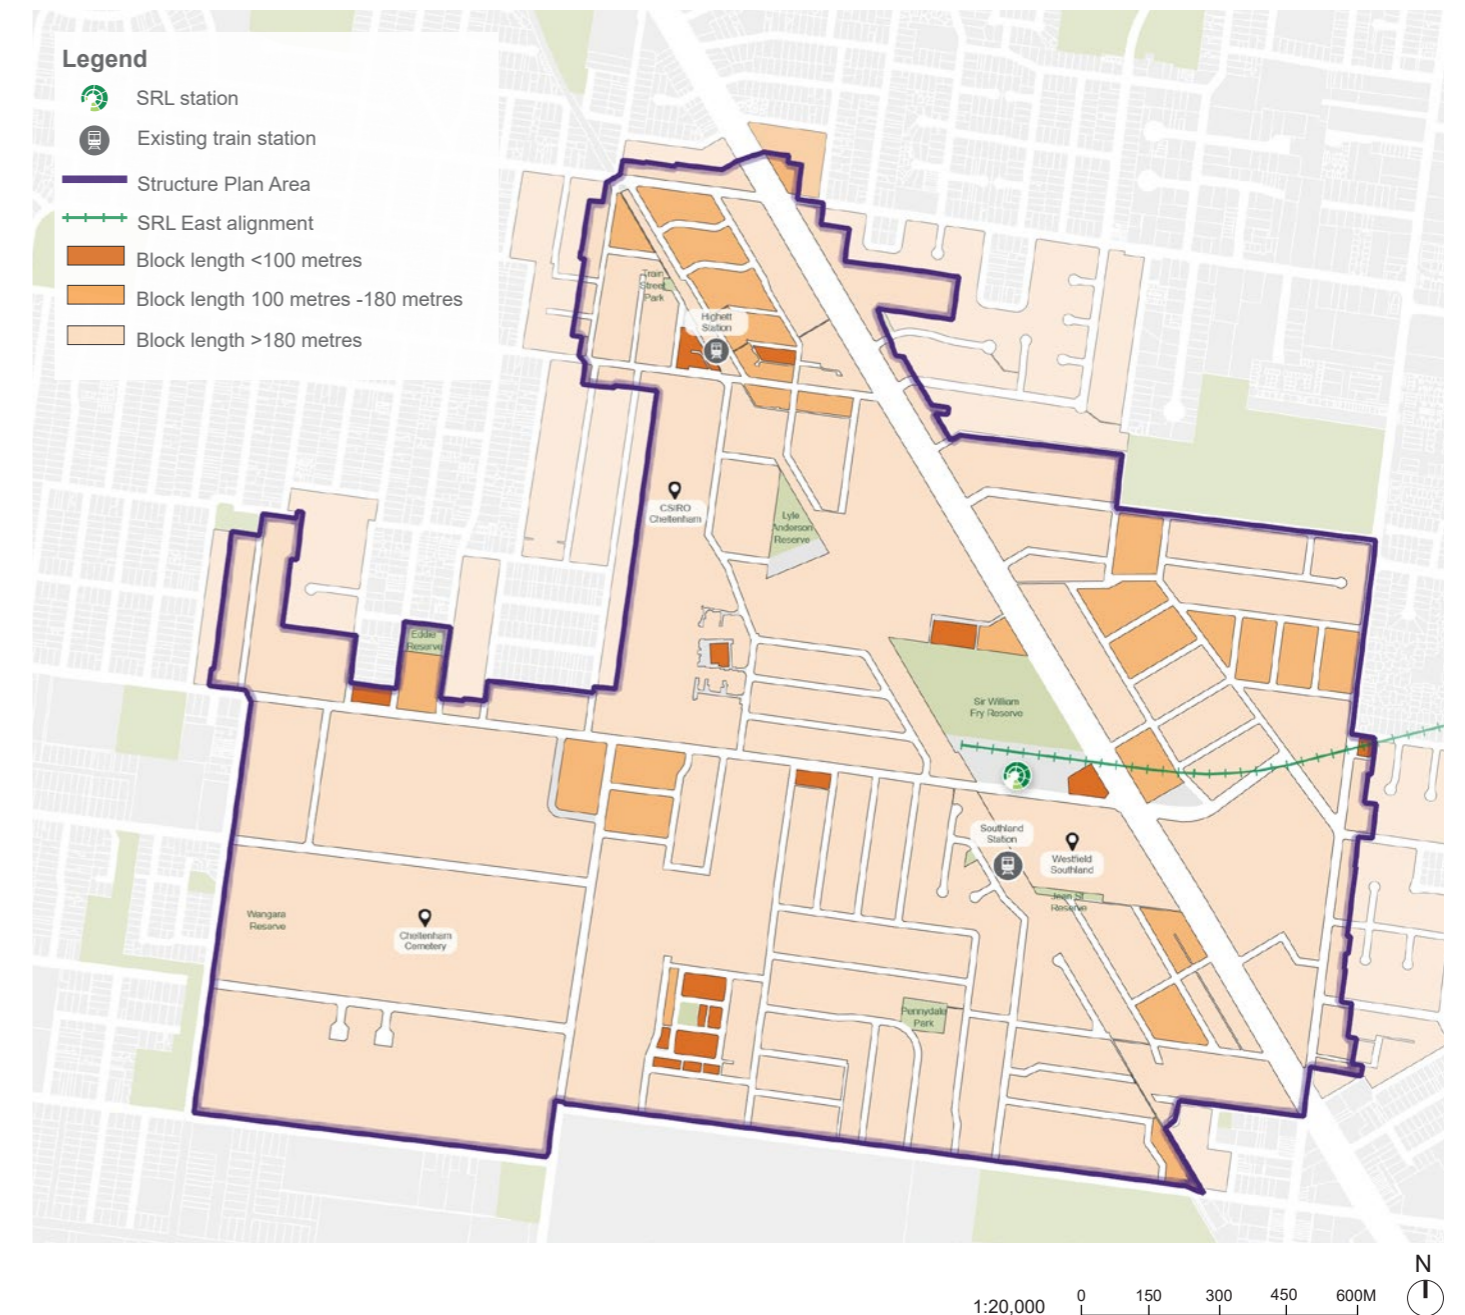 Legend
SRL station
Existing train station
Structure Plan Area
SRL East alignment
Block length <100 metres
Block length 100 metres -180 metres
Block length >180 metres
Train
Street
Park
Highett
Station
CSIRO
Cheltenham
Lyle
Anderson
Reserve
Eddie
Reserve
Sir William
Fry Reserve
Southland
Station
Westfield
Southland
Jean St
Reserve
Wangara
Reserve
Cheltenham
Cemetery
Pennydale
Park
N
1:20,000
0 150 300 450 600M